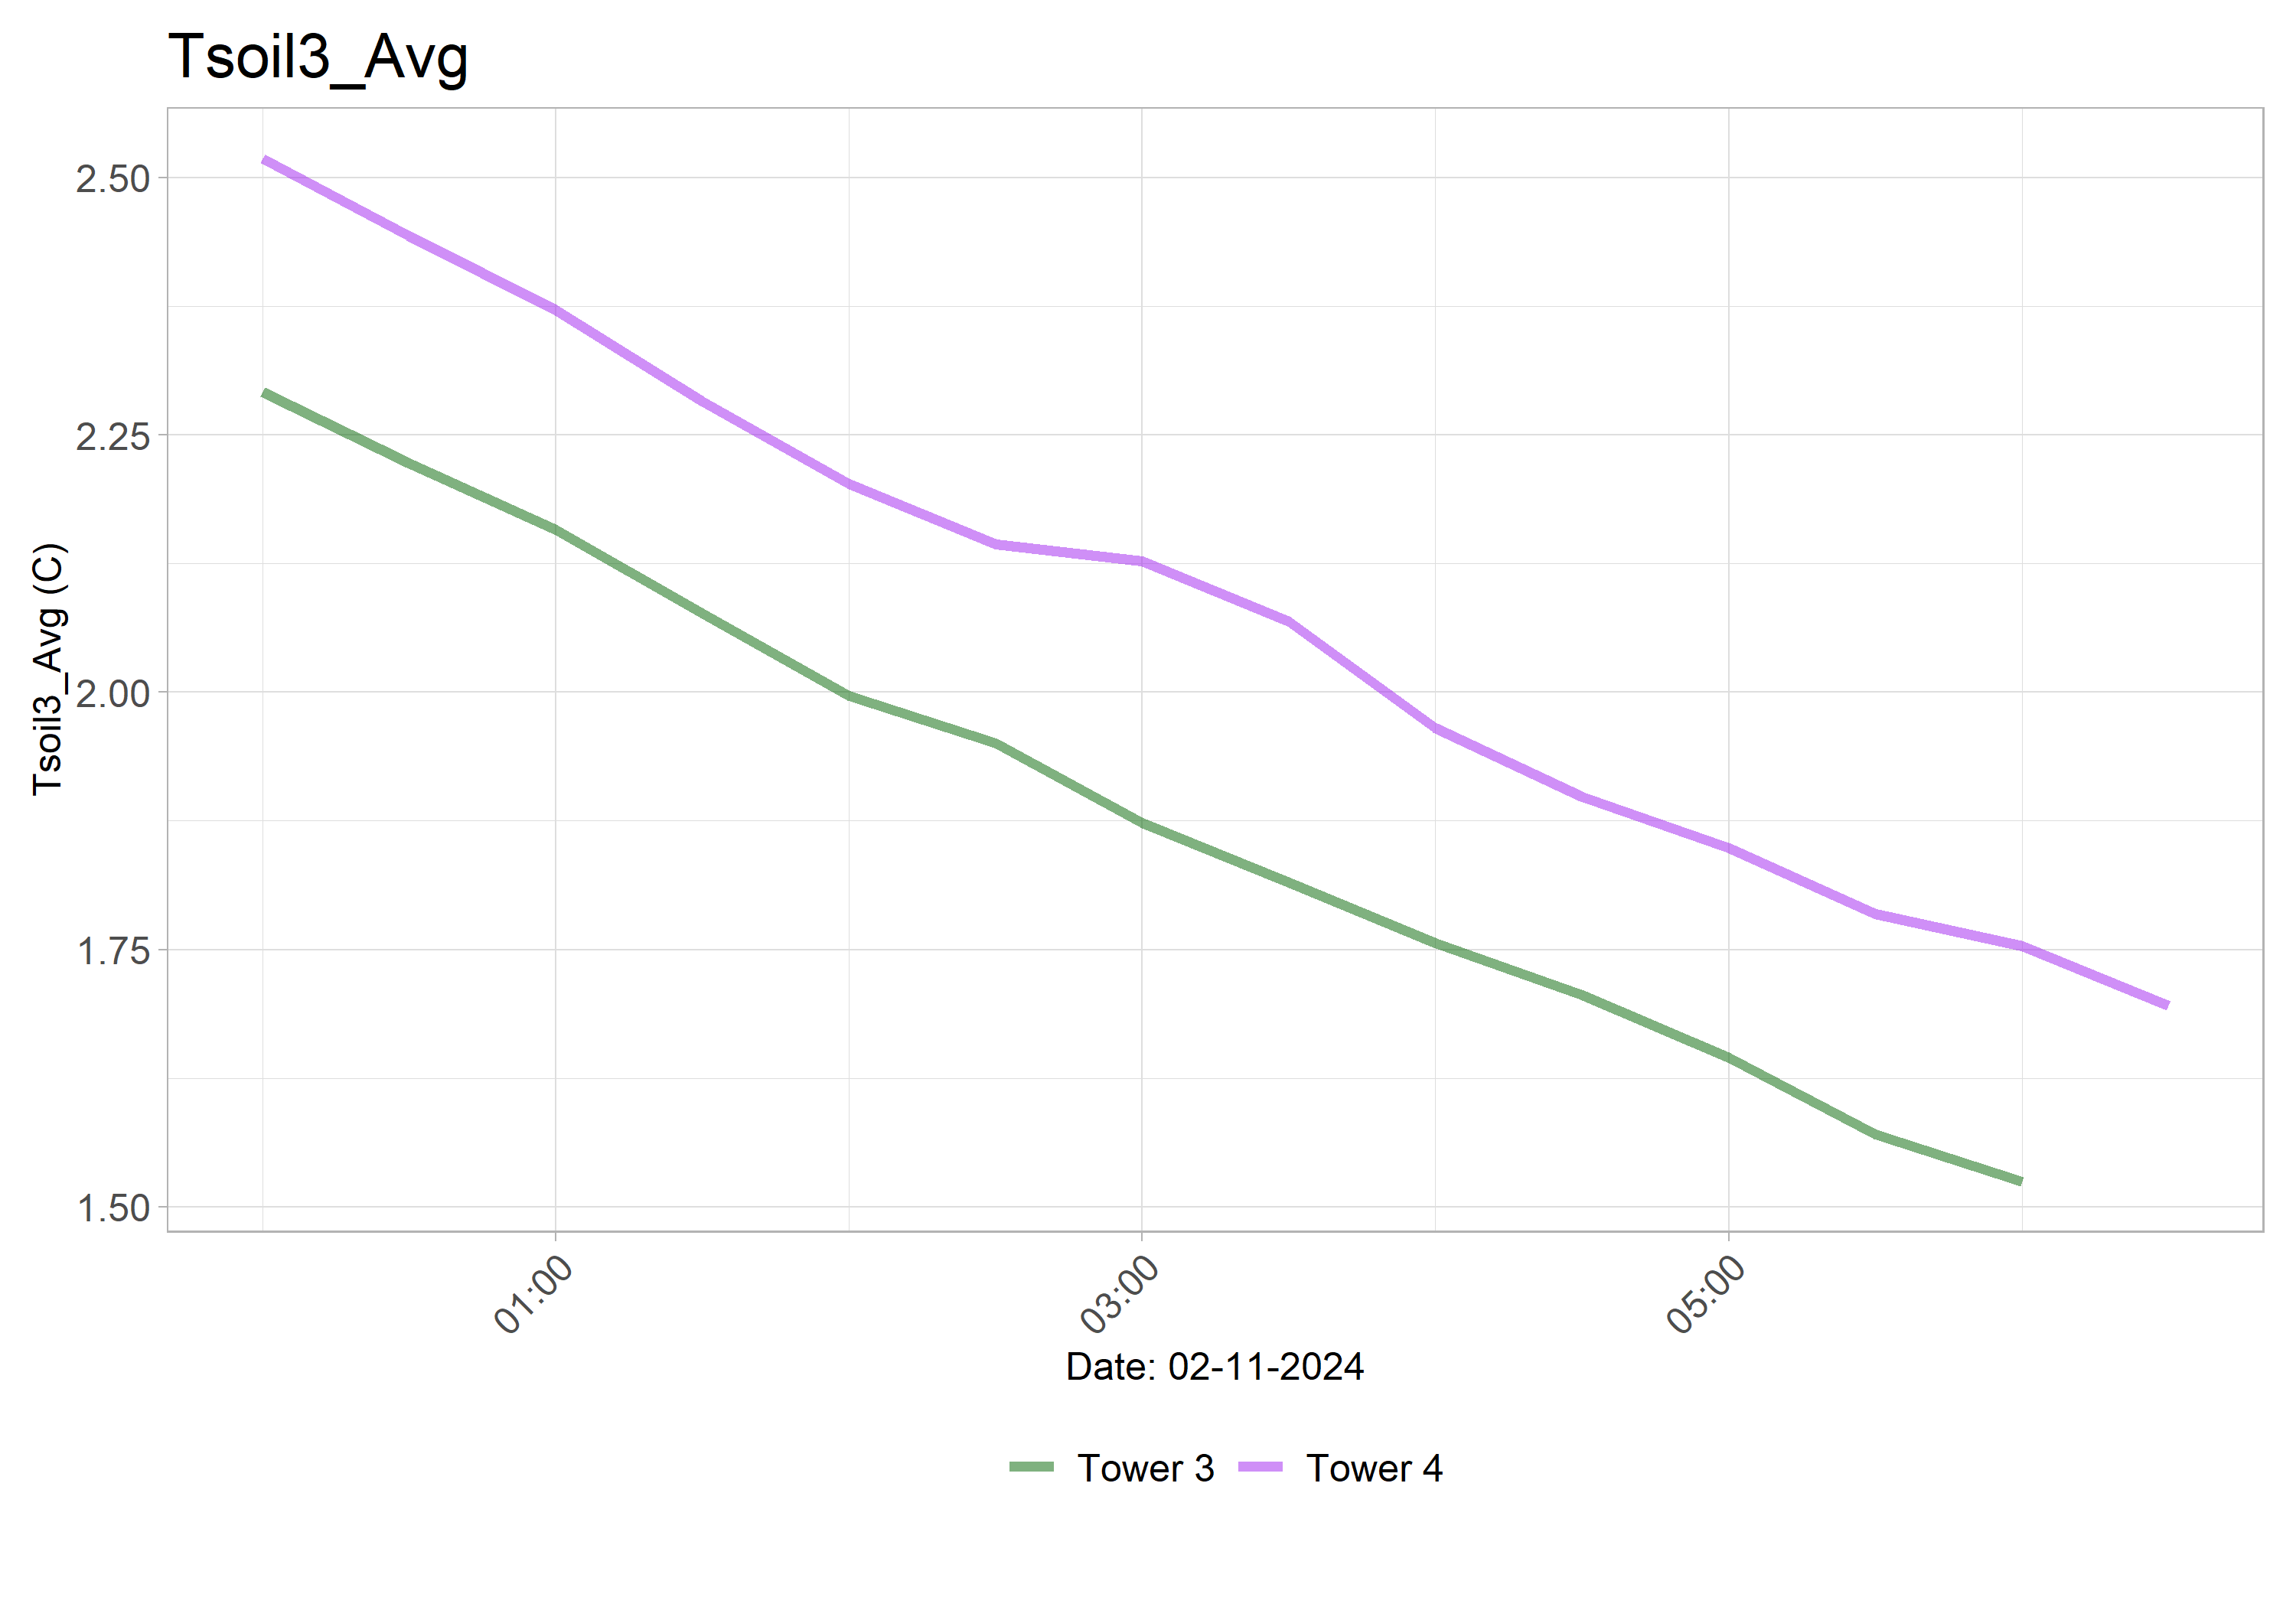 Tsoil3_Avg
Tsoil3_Avg (C)
2.50
2.25
2.00
1.75
1.50
01:00
03:00
05:00
Date: 02-11-2024
Tower 3
Tower 4